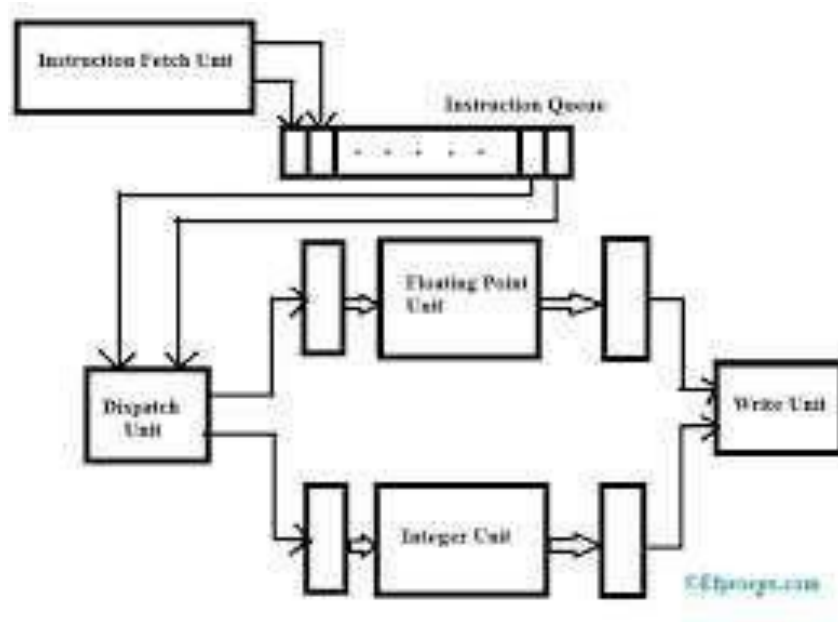 Instruction Fetch Unit
Instruction Queue
Floating Point
Unit
Dispatch
Unit
Write Unit
Integer Unit